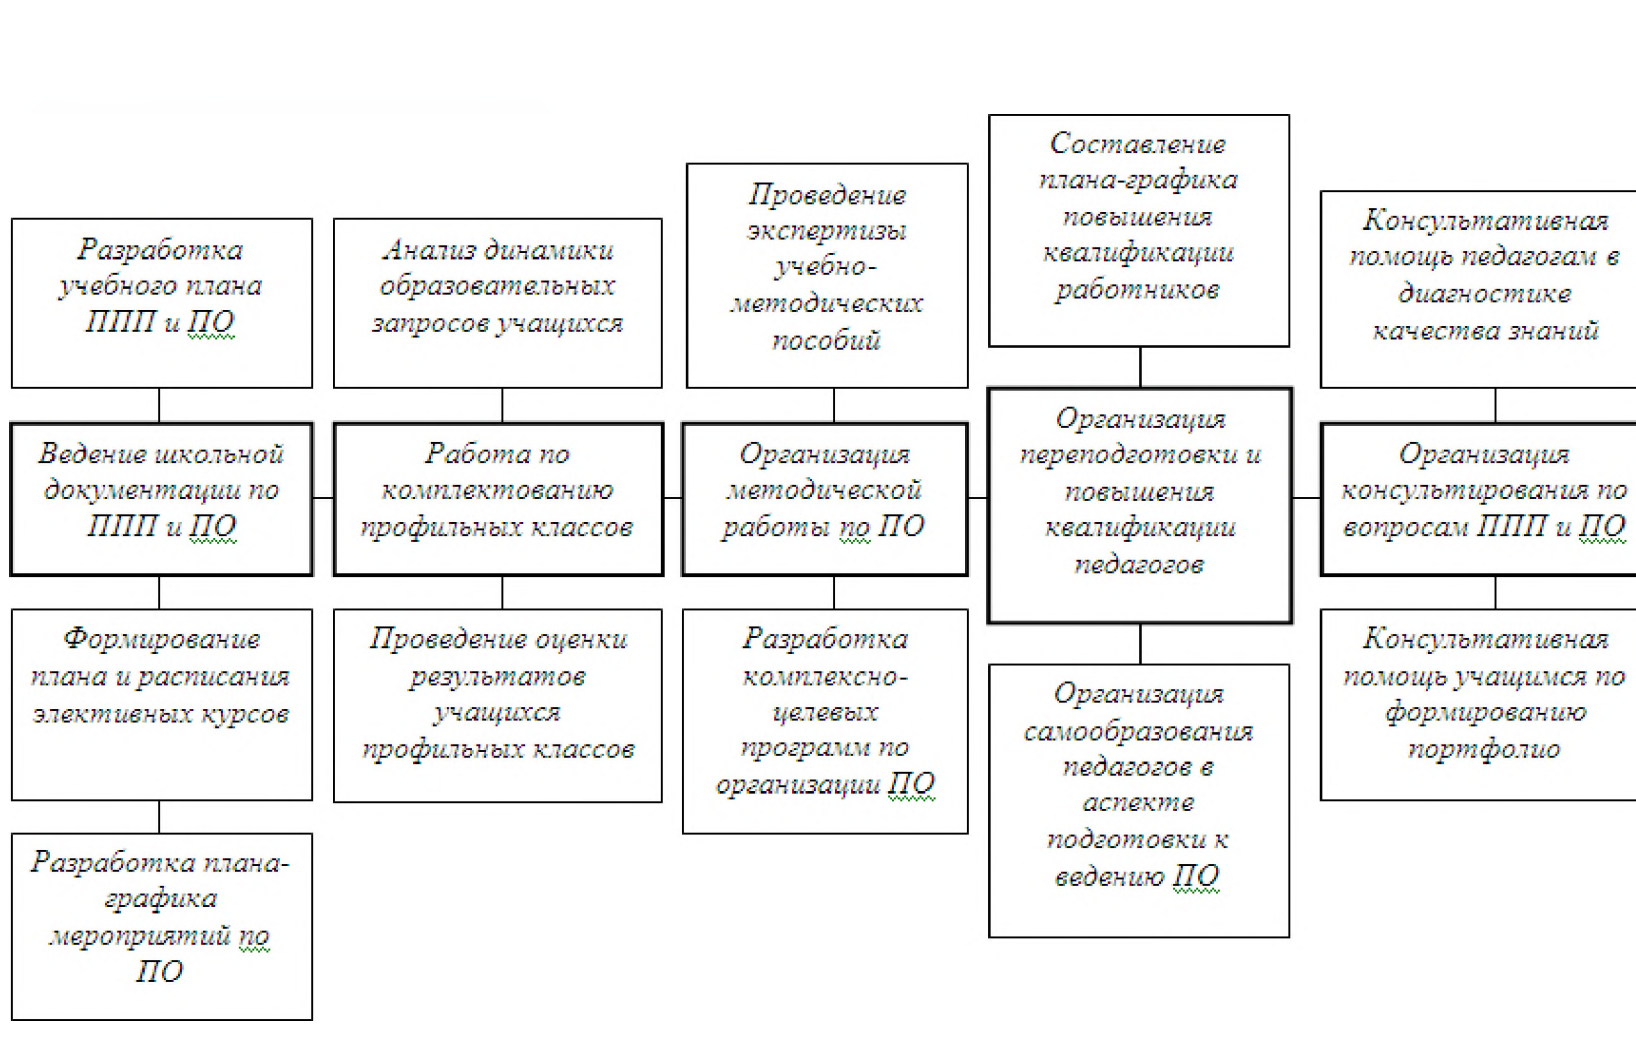 Разработка
учебного плана
ППП и ПО
Ведение школьной
документации по
ППП и ПО
Формирование
плана и расписания
элективных курсов
Разработка плана-
графика
мероприятий по
ПО
Анализ динамики
образовательных
запросов учащихся
Работа по
комплектованию
профильных классов
Проведение оценки
результатов
учащихся
профильных классов
Проведение
экспертизы
учебно-
методических
пособий
Организация
методической
работы по ПО
Разработка
комплексно-
целевых
программ по
организации ПО
Составление
плана-графика
повышения
квалификации
работников
Организация
переподготовки и
повышения
квалификации
педагогов
Организация
самообразования
педагогов в
аспекте
подготовки к
ведению ПО
Консультативная
помощь педагогам в
диагностике
качества знаний
Организация
консультирования по
вопросам ППП и ПО
Консультативная
помощь учащимся по
формированию
портфолио